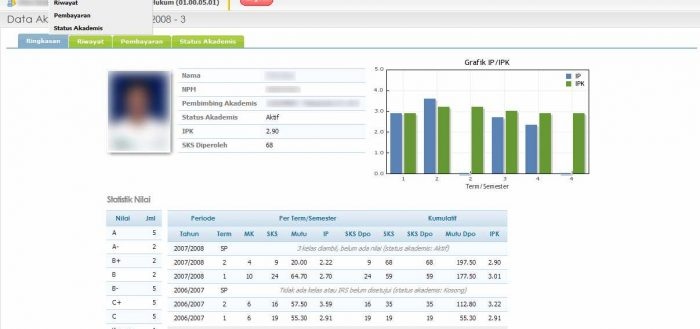 Riwayat
Hukum (01.00.05.01)
Pembayaran
Status Akademis
Data Ak 2008 - 3
Ringkasan Riwayat Pembayaran Status Akademis
Nama
NPM
Pembimbing Akademis
Status Akademis Aktif
IPK 2.90
SKS Diperoleh 68
Grafik IP/IPK
IP
IPK
5.0
4.0
3.0
2.0
1.0
0.0
1 2 2 3 4 4
Term/Semester
Statistik Nilai
Nilai Jml
A 5
A- 2
B+ 2
B 5
B- 5
C+ 5
C 5
Periode Per Term/Semester Kumulatif
Tahun Term MK SKS Mutu IP SKS Dpo SKS SKS Dpo Mutu Dpo IPK
2007/2008 SP 3 kelas diambil, belum ada nilai (status akademis: Aktif)
2007/2008 2 4 9 20.00 2.22 9 68 68 197.50 2.90
2007/2008 1 10 24 64.70 2.70 24 59 59 177.50 3.01
2006/2007 SP Tidak ada kelas atau IRS belum disetujui (status akademis: Kosong)
2006/2007 2 6 16 57.50 3.59 16 35 35 112.80 3.22
2006/2007 1 6 19 55.30 2.91 19 19 19 55.30 2.91